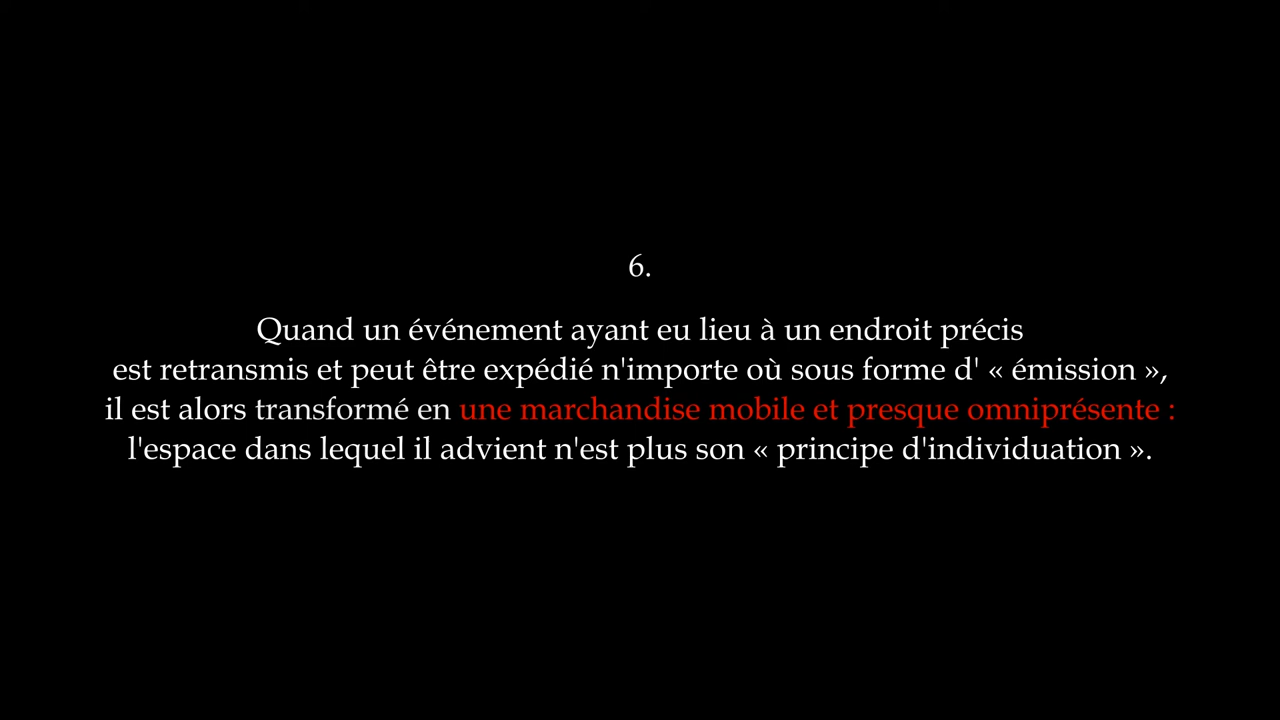 6.
Quand un événement ayant eu lieu à un endroit précis
est retransmis et peut être expédié n'importe où sous forme d' « émission »,
il est alors transformé en une marchandise mobile et presque omniprésente :
l'espace dans lequel il advient n'est plus son « principe d'individuation ».